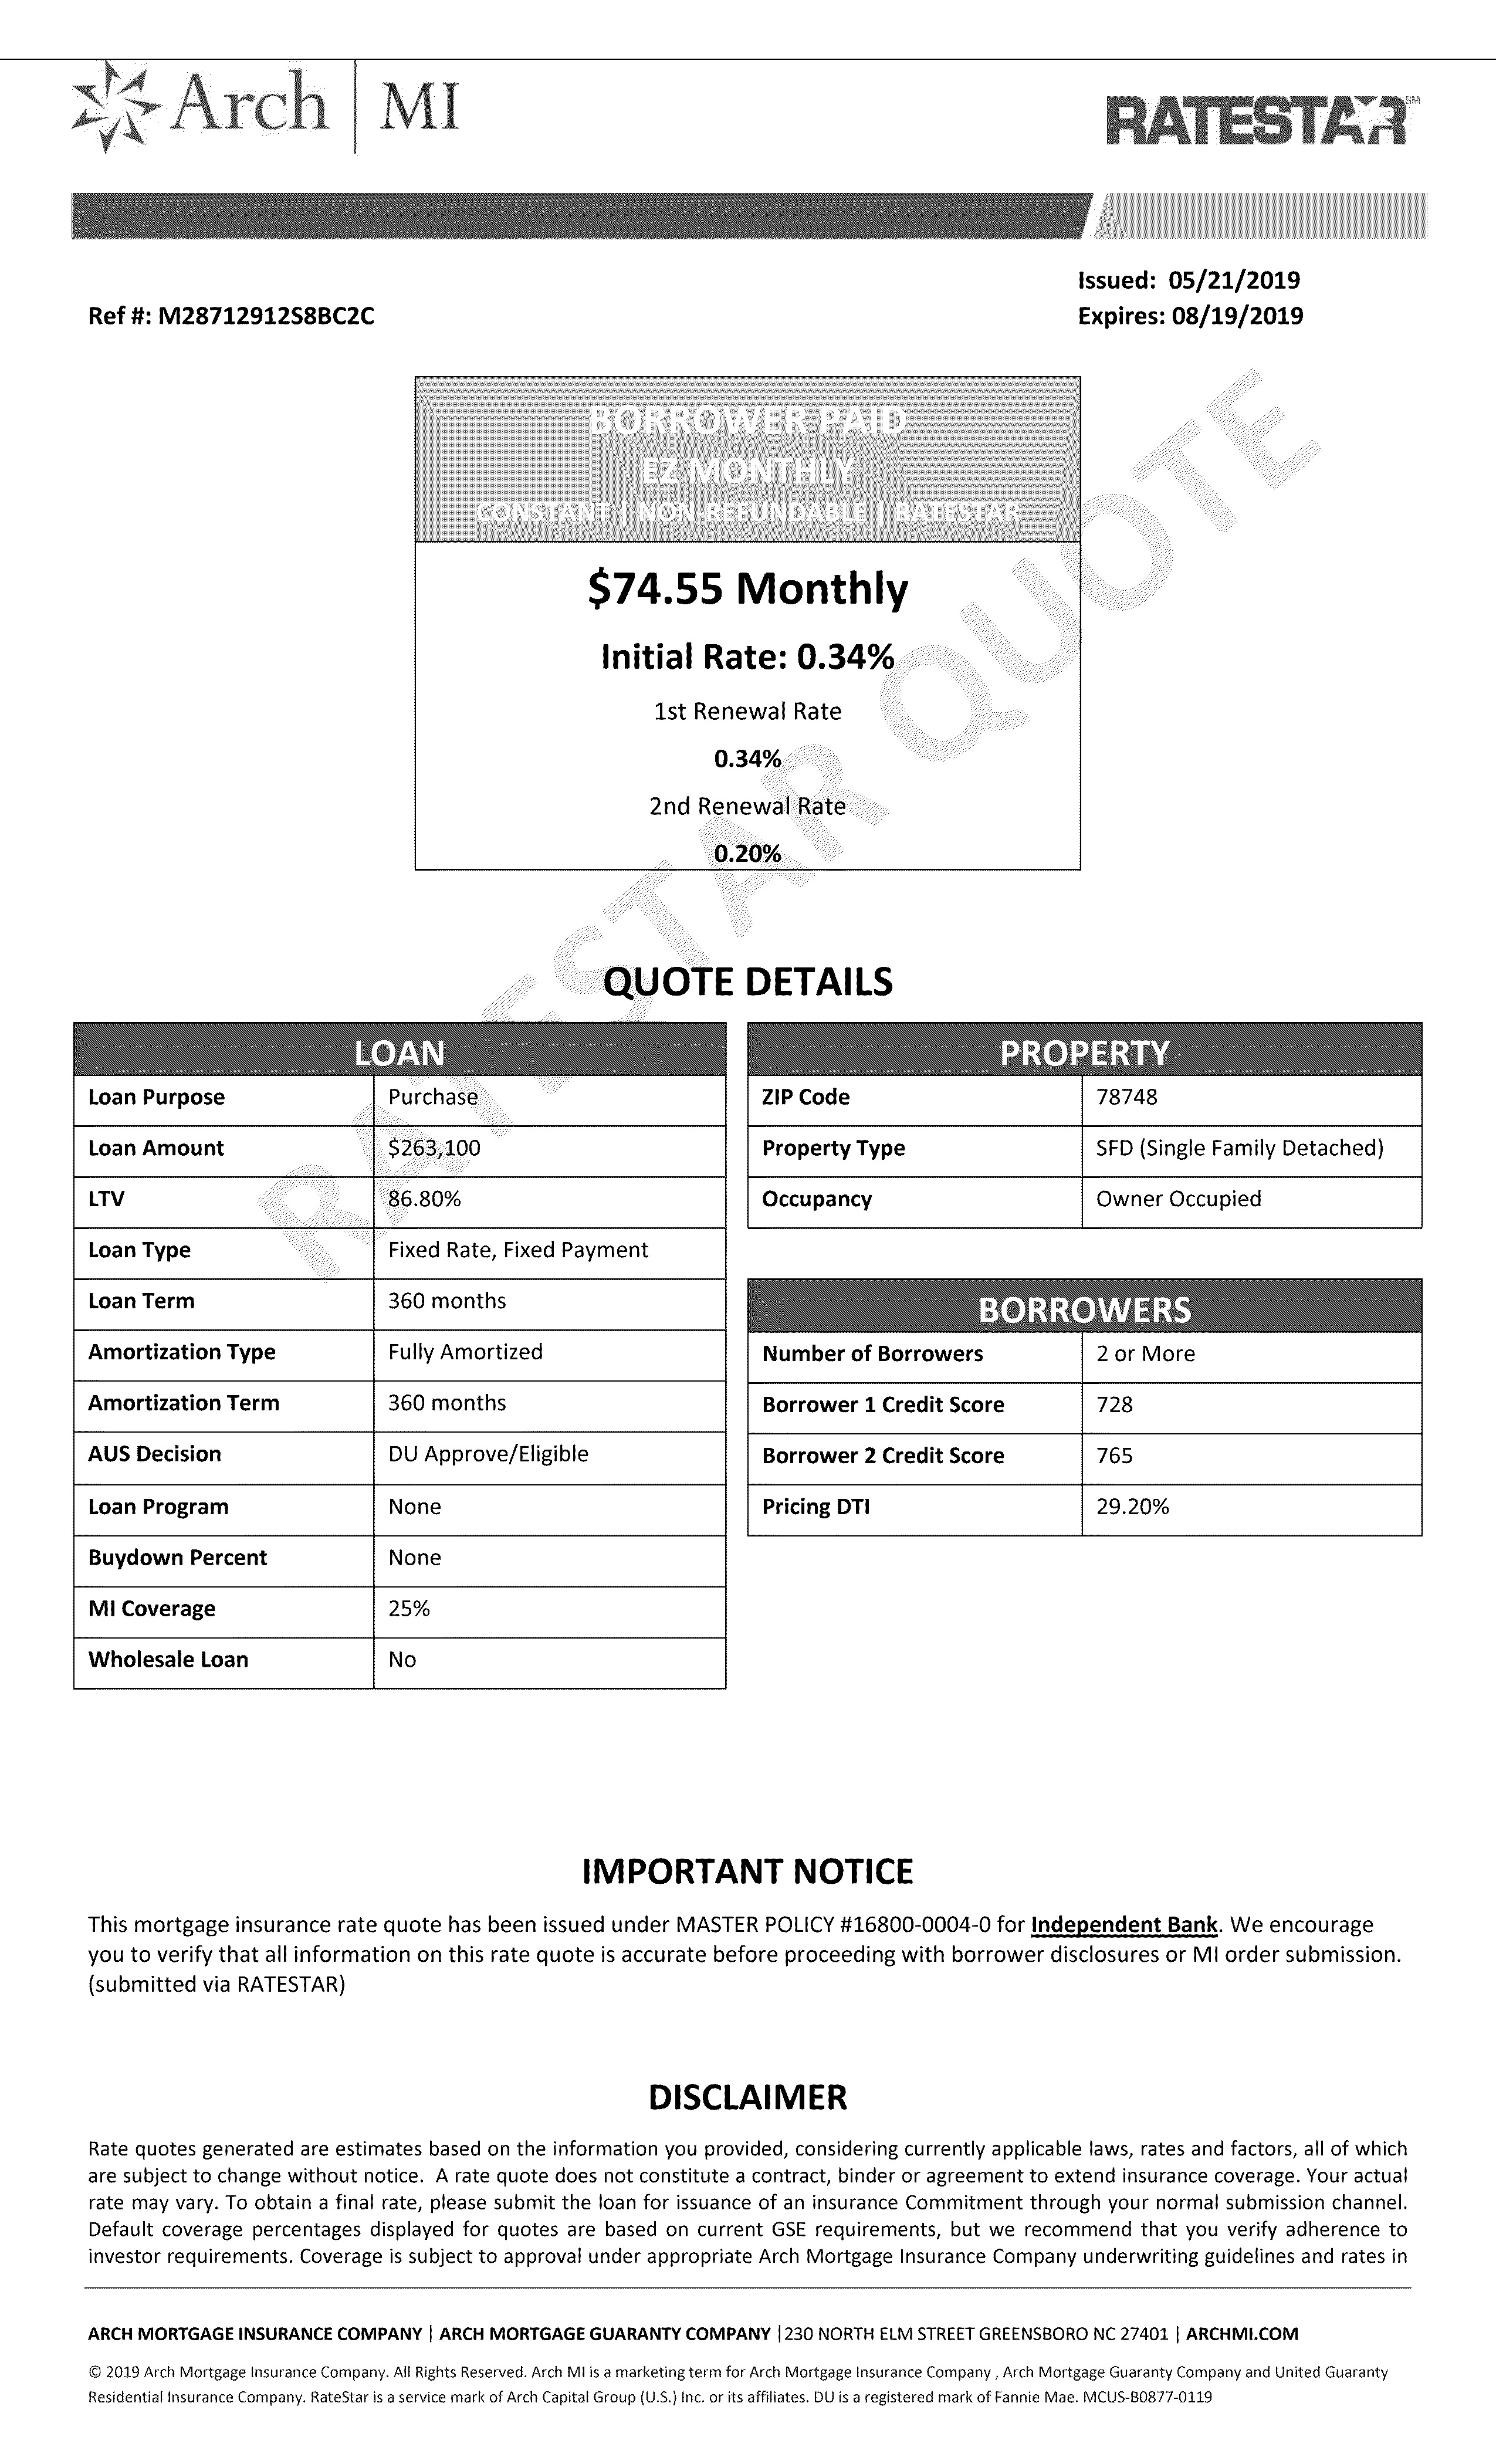 Arch | MI
RATESTAR SM
Issued: 05/21/2019
Ref #: M28712912S8BC2C
Expires: 08/19/2019
BORROWER PAID
EZ MONTHLY
CONSTANT | NON-REFUNDABLE | RATESTAR
$74.55 Monthly
Initial Rate: 0.34%
1st Renewal Rate
0.34%
2nd Renewal Rate
0.20%
RATESTAR QUOTE
QUOTE DETAILS
LOAN
Loan Purpose Purchase
Loan Amount $263,100
LTV 86.80%
Loan Type Fixed Rate, Fixed Payment
Loan Term 360 months
Amortization Type Fully Amortized
Amortization Term 360 months
AUS Decision DU Approve/Eligible
Loan Program None
Buydown Percent None
MI Coverage 25%
Wholesale Loan No
PROPERTY
ZIP Code 78748
Property Type SFD (Single Family Detached)
Occupancy Owner Occupied
BORROWERS
Number of Borrowers 2 or More
Borrower 1 Credit Score 728
Borrower 2 Credit Score 765
Pricing DTI 29.20%
IMPORTANT NOTICE
This mortgage insurance rate quote has been issued under MASTER POLICY #16800-0004-0 for Independent Bank. We encourage
you to verify that all information on this rate quote is accurate before proceeding with borrower disclosures or MI order submission.
(submitted via RATESTAR)
DISCLAIMER
Rate quotes generated are estimates based on the information you provided, considering currently applicable laws, rates and factors, all of which
are subject to change without notice. A rate quote does not constitute a contract, binder or agreement to extend insurance coverage. Your actual
rate may vary. To obtain a final rate, please submit the loan for issuance of an insurance Commitment through your normal submission channel.
Default coverage percentages displayed for quotes are based on current GSE requirements, but we recommend that you verify adherence to
investor requirements. Coverage is subject to approval under appropriate Arch Mortgage Insurance Company underwriting guidelines and rates in
ARCH MORTGAGE INSURANCE COMPANY | ARCH MORTGAGE GUARANTY COMPANY |230 NORTH ELM STREET GREENSBORO NC 27401 | ARCHMI.COM
© 2019 Arch Mortgage Insurance Company. All Rights Reserved. Arch MI is a marketing term for Arch Mortgage Insurance Company , Arch Mortgage Guaranty Company and United Guaranty
Residential Insurance Company. RateStar is a service mark of Arch Capital Group (U.S.) Inc. or its affiliates. DU is a registered mark of Fannie Mae. MCUS-B0877-0119